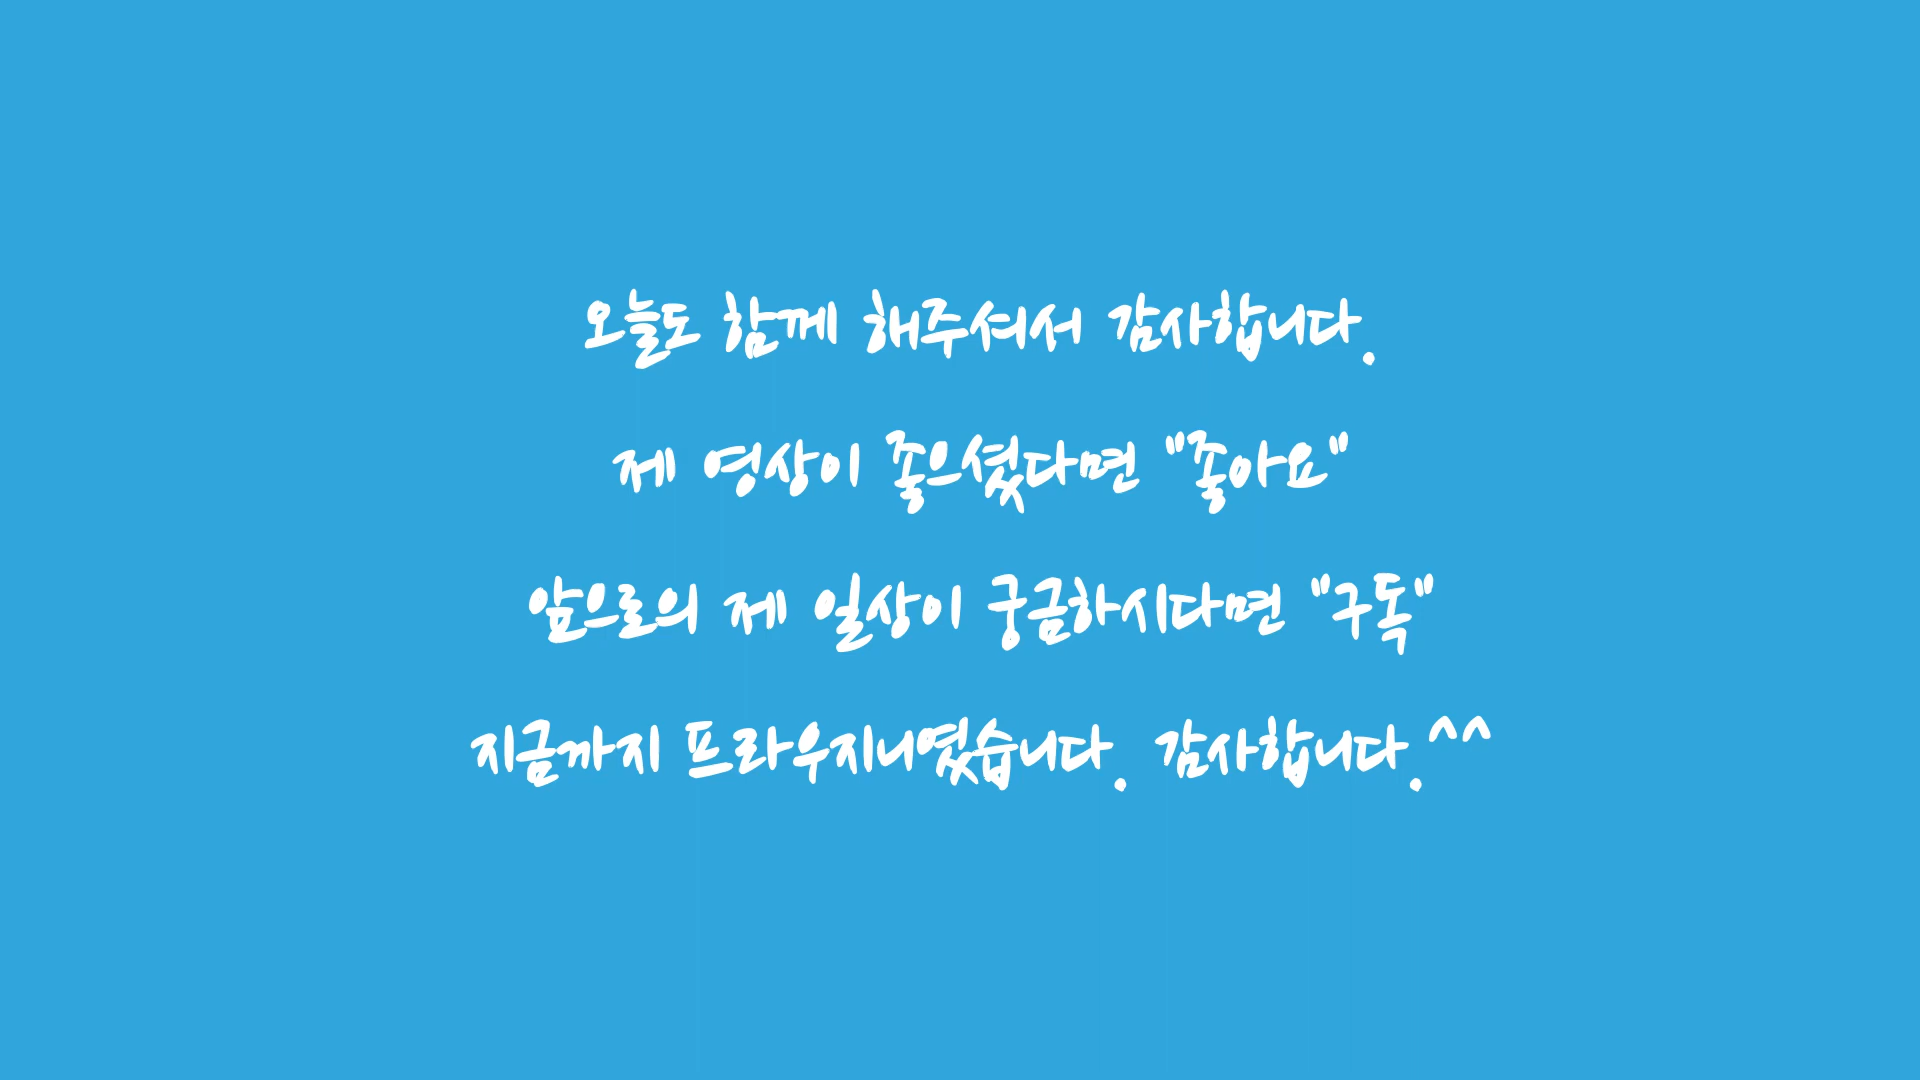 오늘도 함께 해주셔서 감사합니다.
제 영상이 좋으셨다면 "좋아요"
앞으로의 제 일상이 궁금하시다면 "구독"
지금까지 프라우지니였습니다. 감사합니다.^^